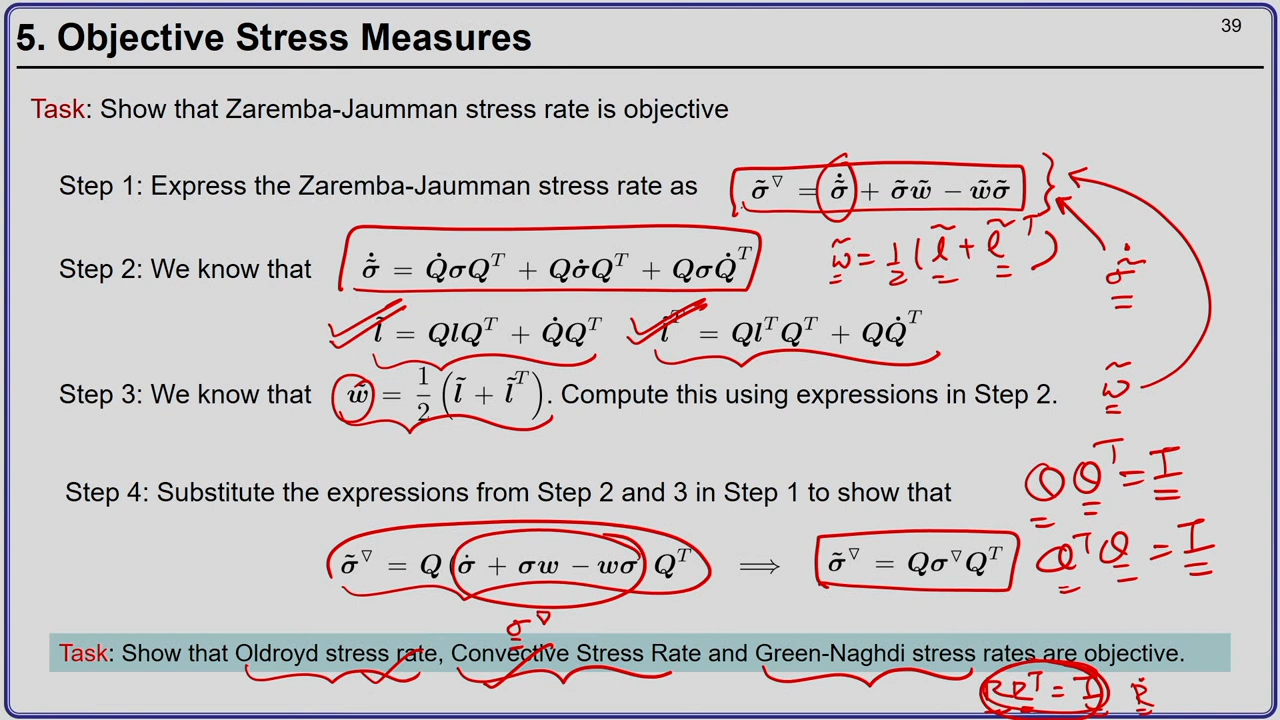 5. Objective Stress Measures
39
Task: Show that Zaremba-Jaumman stress rate is objective
Step 1: Express the Zaremba-Jaumman stress rate as σ̃^∇ = σ̃̇ + σ̃w̃ − w̃σ̃
w̃ = 1/2 (l̃ + l̃^T)
Step 2: We know that σ̃̇ = Q̇σQ^T + Qσ̇Q^T + QσQ̇^T
σ̃̇
l̃ = QlQ^T + Q̇Q^T l̃^T = Ql^TQ^T + QQ̇^T
w̃
Step 3: We know that w̃ = 1/2 (l̃ + l̃^T). Compute this using expressions in Step 2.
QQ^T = I
Step 4: Substitute the expressions from Step 2 and 3 in Step 1 to show that
Q^TQ = I
σ̃^∇ = Q (σ̇ + σw − wσ) Q^T ⟹ σ̃^∇ = Qσ^∇Q^T
σ^∇
Task: Show that Oldroyd stress rate, Convective Stress Rate and Green-Naghdi stress rates are objective.
RR^T = I Ṙ